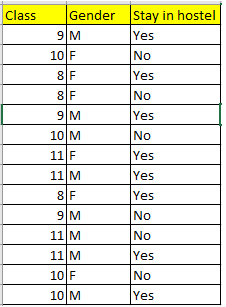 Class Gender Stay in hostel
9 M Yes
10 F No
8 F Yes
8 F No
9 M Yes
10 M No
11 F Yes
11 M Yes
8 F Yes
9 M No
11 M No
11 M Yes
10 F No
10 M Yes